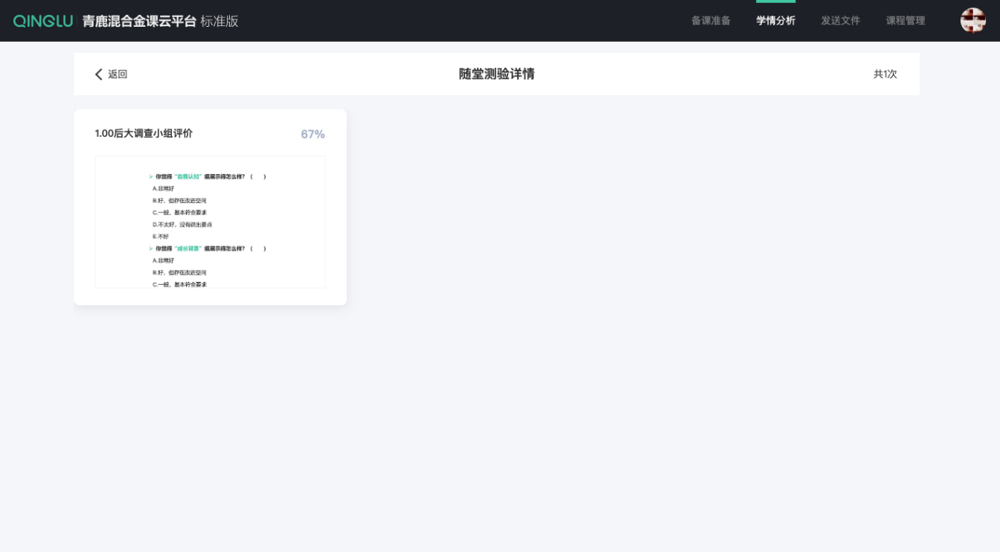 QINGLU 青鹿混合金课云平台 标准版 备课准备 学情分析 发送文件 课程管理
返回 随堂测验详情 共1次
1.00后大调查小组评价 67%
➢ 你觉得“自我认知”组展示得怎么样？（ ）
A.非常好
B.好，但存在改进空间
C.一般，基本符合要求
D.不太好，没有说出要点
E.不好
➢ 你觉得“成长背景”组展示得怎么样？（ ）
A.非常好
B.好，但存在改进空间
C.一般，基本符合要求